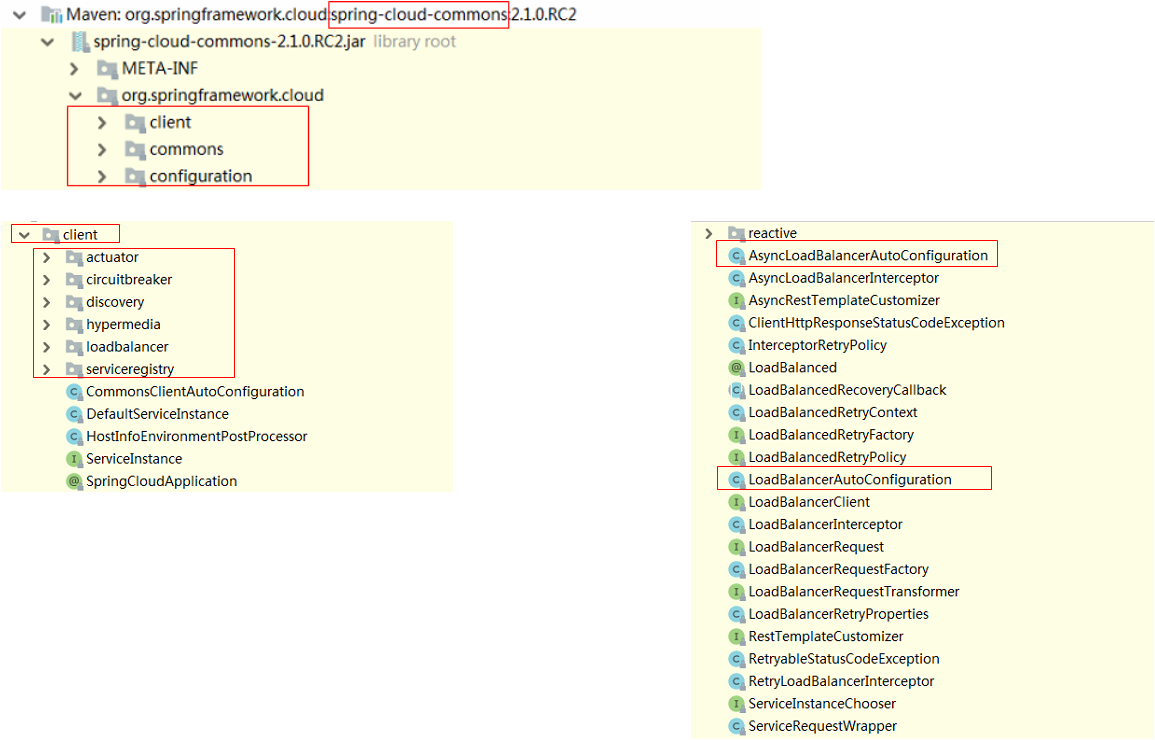 Maven: org.springframework.cloud:spring-cloud-commons:2.1.0.RC2
spring-cloud-commons-2.1.0.RC2.jar library root
META-INF
org.springframework.cloud
client
commons
configuration
client
actuator
circuitbreaker
discovery
hypermedia
loadbalancer
serviceregistry
CommonsClientAutoConfiguration
DefaultServiceInstance
HostInfoEnvironmentPostProcessor
ServiceInstance
SpringCloudApplication
reactive
AsyncLoadBalancerAutoConfiguration
AsyncLoadBalancerInterceptor
AsyncRestTemplateCustomizer
ClientHttpResponseStatusCodeException
InterceptorRetryPolicy
LoadBalanced
LoadBalancedRecoveryCallback
LoadBalancedRetryContext
LoadBalancedRetryFactory
LoadBalancedRetryPolicy
LoadBalancerAutoConfiguration
LoadBalancerClient
LoadBalancerInterceptor
LoadBalancerRequest
LoadBalancerRequestFactory
LoadBalancerRequestTransformer
LoadBalancerRetryProperties
RestTemplateCustomizer
RetryableStatusCodeException
RetryLoadBalancerInterceptor
ServiceInstanceChooser
ServiceRequestWrapper